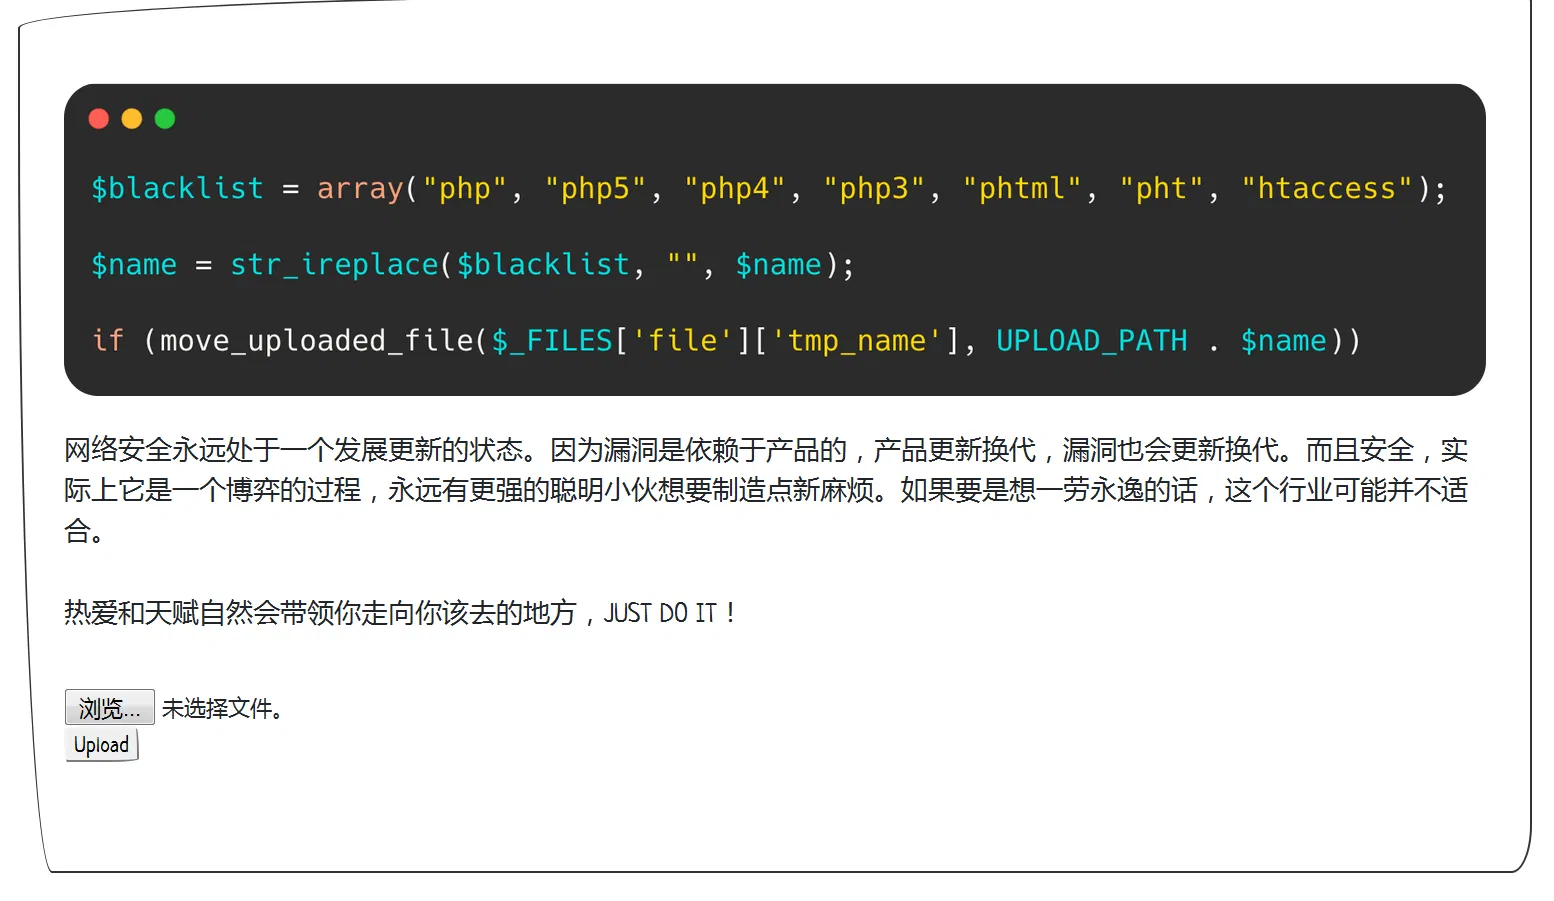 $blacklist = array("php", "php5", "php4", "php3", "phtml", "pht", "htaccess");
$name = str_ireplace($blacklist, "", $name);
if (move_uploaded_file($_FILES['file']['tmp_name'], UPLOAD_PATH . $name))
网络安全永远处于一个发展更新的状态。因为漏洞是依赖于产品的，产品更新换代，漏洞也会更新换代。而且安全，实
际上它是一个博弈的过程，永远有更强的聪明小伙想要制造点新麻烦。如果要是想一劳永逸的话，这个行业可能并不适
合。
热爱和天赋自然会带领你走向你该去的地方，JUST DO IT！
浏览... 未选择文件。
Upload